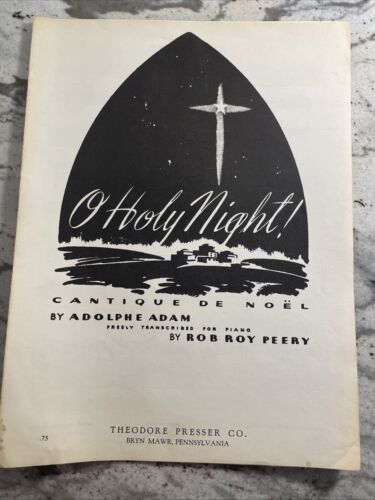 O Holy Night!
CANTIQUE DE NOËL
BY ADOLPHE ADAM
FREELY TRANSCRIBED FOR PIANO
BY ROB ROY PEERY
THEODORE PRESSER CO.
BRYN MAWR, PENNSYLVANIA
.75